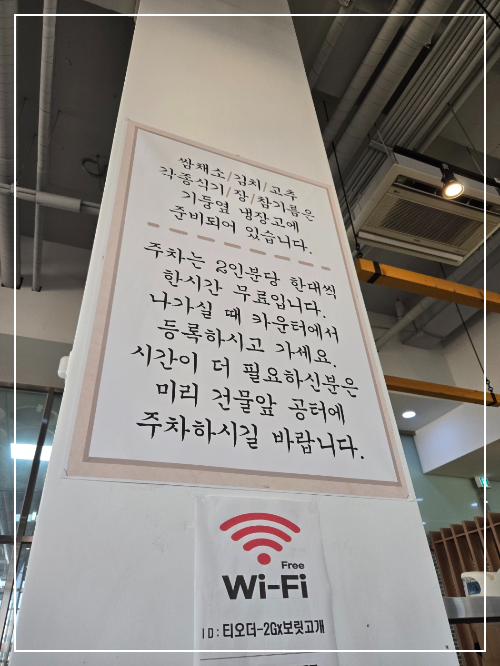 쌈채소/김치/고추
각종식기/장/참기름은
기둥옆 냉장고에
준비되어 있습니다.
주차는 2인분당 한대씩
한시간 무료입니다.
나가실 때 카운터에서
등록하시고 가세요.
시간이 더 필요하신분은
미리 건물앞 공터에
주차하시길 바랍니다.
Free
Wi-Fi
ID: 티오더-2Gx보릿고개